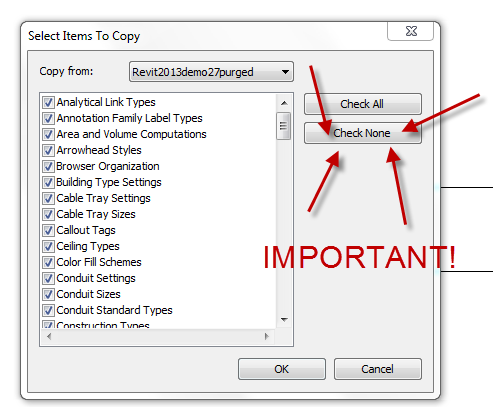 Select Items To Copy
Copy from: Revit2013demo27purged
Analytical Link Types
Annotation Family Label Types
Area and Volume Computations
Arrowhead Styles
Browser Organization
Building Type Settings
Cable Tray Settings
Cable Tray Sizes
Callout Tags
Ceiling Types
Color Fill Schemes
Conduit Settings
Conduit Sizes
Conduit Standard Types
Construction Types
Check All
Check None
IMPORTANT!
OK Cancel